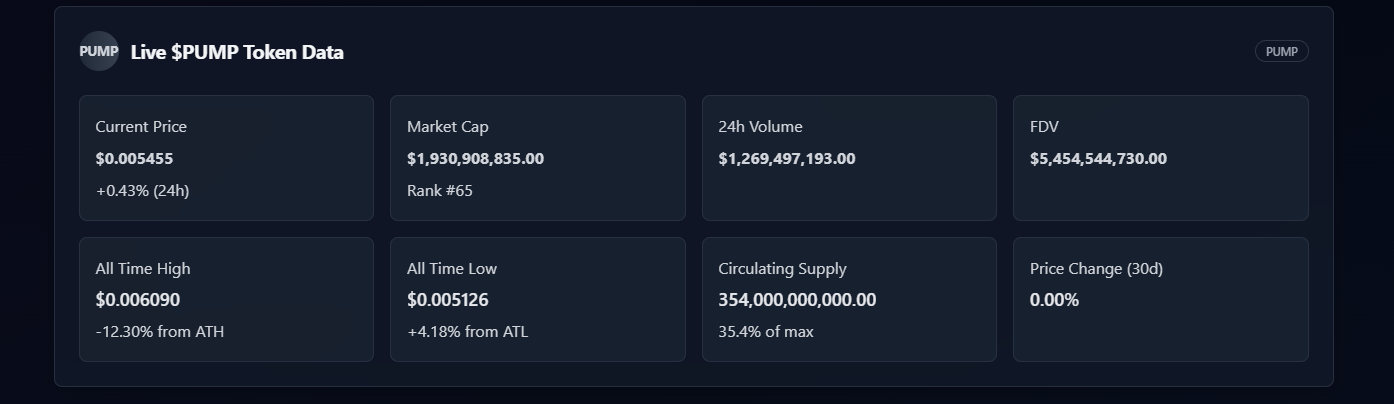 PUMP
Live $PUMP Token Data
PUMP
Current Price
$0.005455
+0.43% (24h)
Market Cap
$1,930,908,835.00
Rank #65
24h Volume
$1,269,497,193.00
FDV
$5,454,544,730.00
All Time High
$0.006090
-12.30% from ATH
All Time Low
$0.005126
+4.18% from ATL
Circulating Supply
354,000,000,000.00
35.4% of max
Price Change (30d)
0.00%